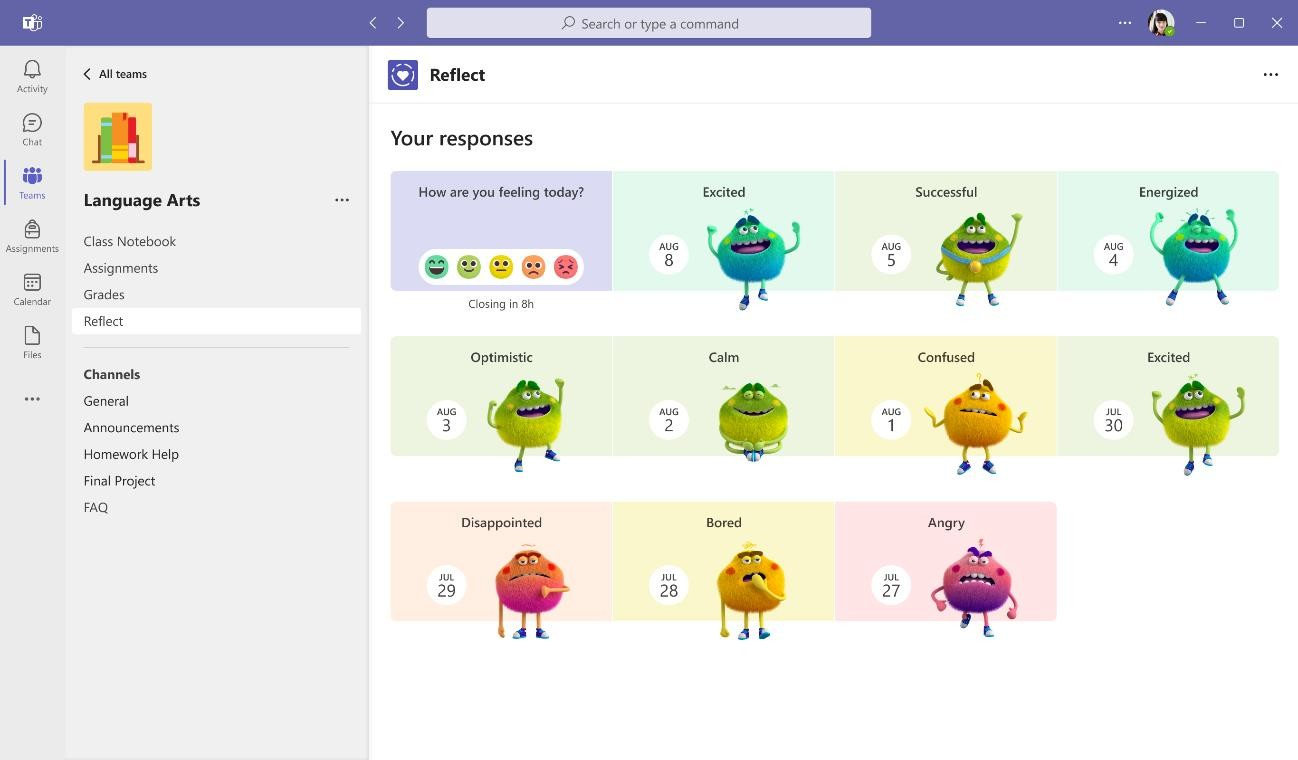 Search or type a command
Activity
Chat
Teams
Assignments
Calendar
Files
All teams
Language Arts
Class Notebook
Assignments
Grades
Reflect
Channels
General
Announcements
Homework Help
Final Project
FAQ
Reflect
Your responses
How are you feeling today?
Closing in 8h
Excited
AUG
8
Successful
AUG
5
Energized
AUG
4
Optimistic
AUG
3
Calm
AUG
2
Confused
AUG
1
Excited
JUL
30
Disappointed
JUL
29
Bored
JUL
28
Angry
JUL
27